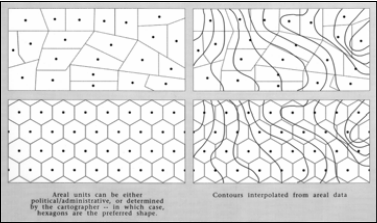 Areal units can be either
political/administrative, or determined
by the cartographer -- in which case,
hexagons are the preferred shape.
Contours interpolated from areal data